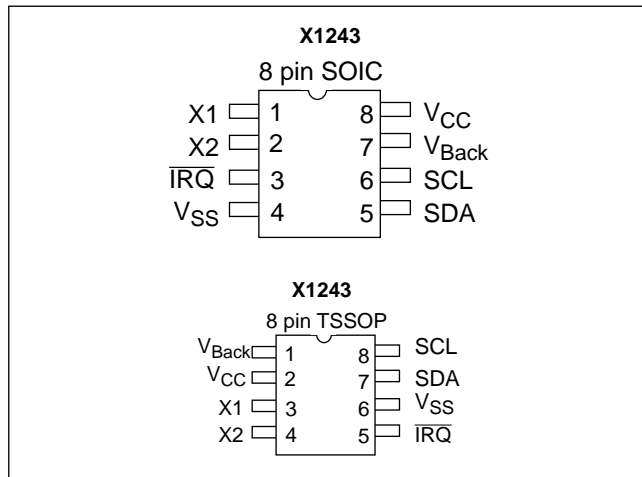 X1243
8 pin SOIC
X1 1 8 VCC
X2 2 7 VBack
IRQ 3 6 SCL
VSS 4 5 SDA
X1243
8 pin TSSOP
VBack 1 8 SCL
VCC 2 7 SDA
X1 3 6 VSS
X2 4 5 IRQ